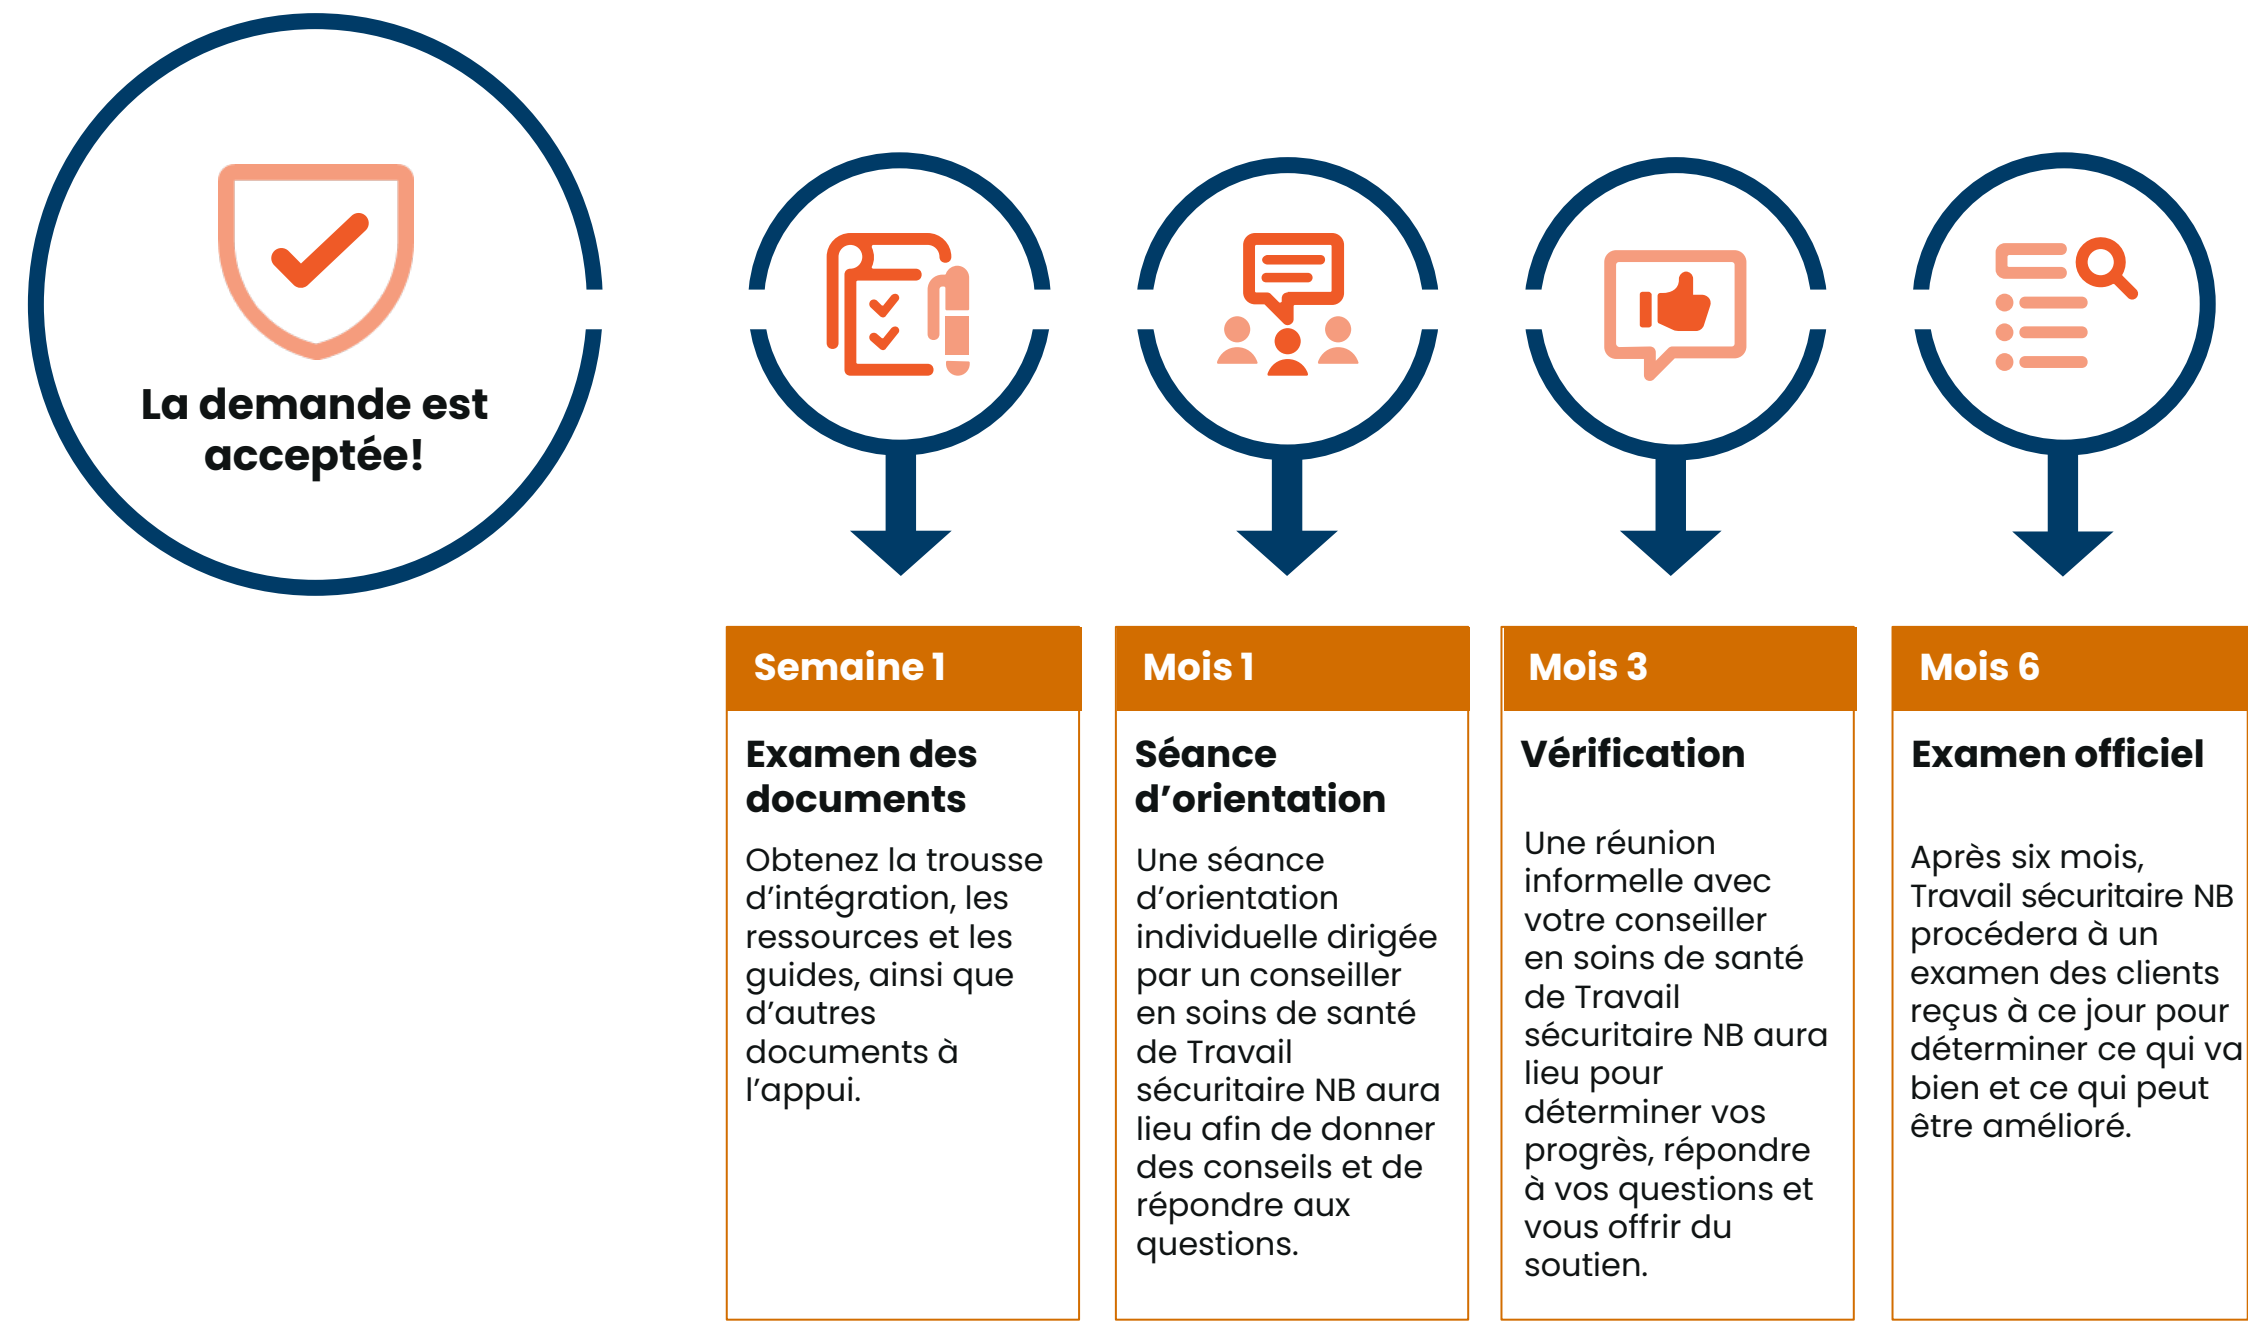 La demande est
acceptée!
Semaine 1
Examen des
documents
Obtenez la trousse
d’intégration, les
ressources et les
guides, ainsi que
d’autres
documents à
l’appui.
Mois 1
Séance
d’orientation
Une séance
d’orientation
individuelle dirigée
par un conseiller
en soins de santé
de Travail
sécuritaire NB aura
lieu afin de donner
des conseils et de
répondre aux
questions.
Mois 3
Vérification
Une réunion
informelle avec
votre conseiller
en soins de santé
de Travail
sécuritaire NB aura
lieu pour
déterminer vos
progrès, répondre
à vos questions et
vous offrir du
soutien.
Mois 6
Examen officiel
Après six mois,
Travail sécuritaire NB
procédera à un
examen des clients
reçus à ce jour pour
déterminer ce qui va
bien et ce qui peut
être amélioré.